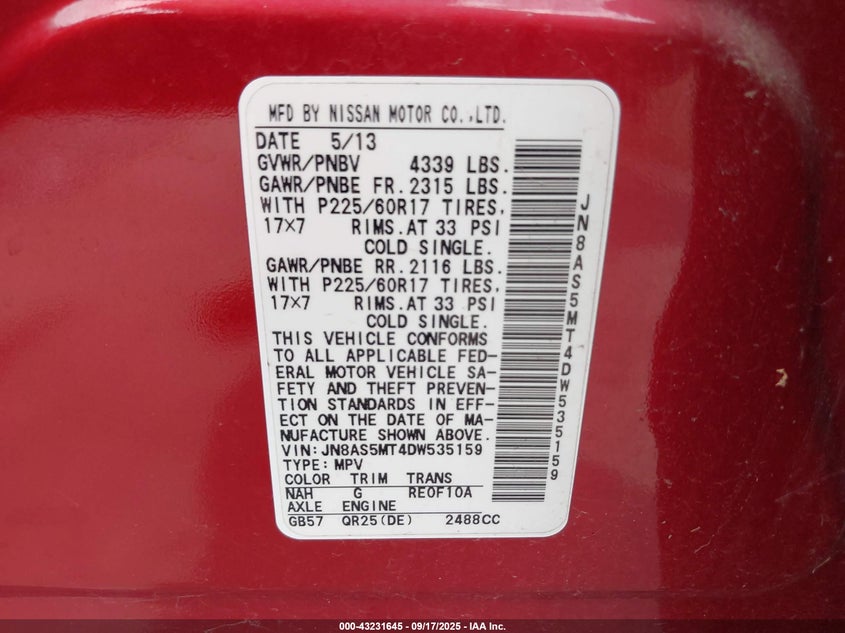 MFD BY NISSAN MOTOR CO.,LTD.
DATE 5/13
GVWR/PNBV 4339 LBS.
GAWR/PNBE FR. 2315 LBS.
WITH P225/60R17 TIRES,
17×7 RIMS.AT 33 PSI
COLD SINGLE.
GAWR/PNBE RR. 2116 LBS.
WITH P225/60R17 TIRES,
17×7 RIMS.AT 33 PSI
COLD SINGLE.
THIS VEHICLE CONFORMS
TO ALL APPLICABLE FED-
ERAL MOTOR VEHICLE SA-
FETY AND THEFT PREVEN-
TION STANDARDS IN EFF-
ECT ON THE DATE OF MA-
NUFACTURE SHOWN ABOVE.
VIN:JN8AS5MT4DW535159
TYPE:MPV
COLOR TRIM TRANS
NAH G RE0F10A
AXLE ENGINE
GB57 QR25(DE) 2488CC
JN8AS5MT4DW535159
000-43231645 - 09/17/2025 - IAA Inc.